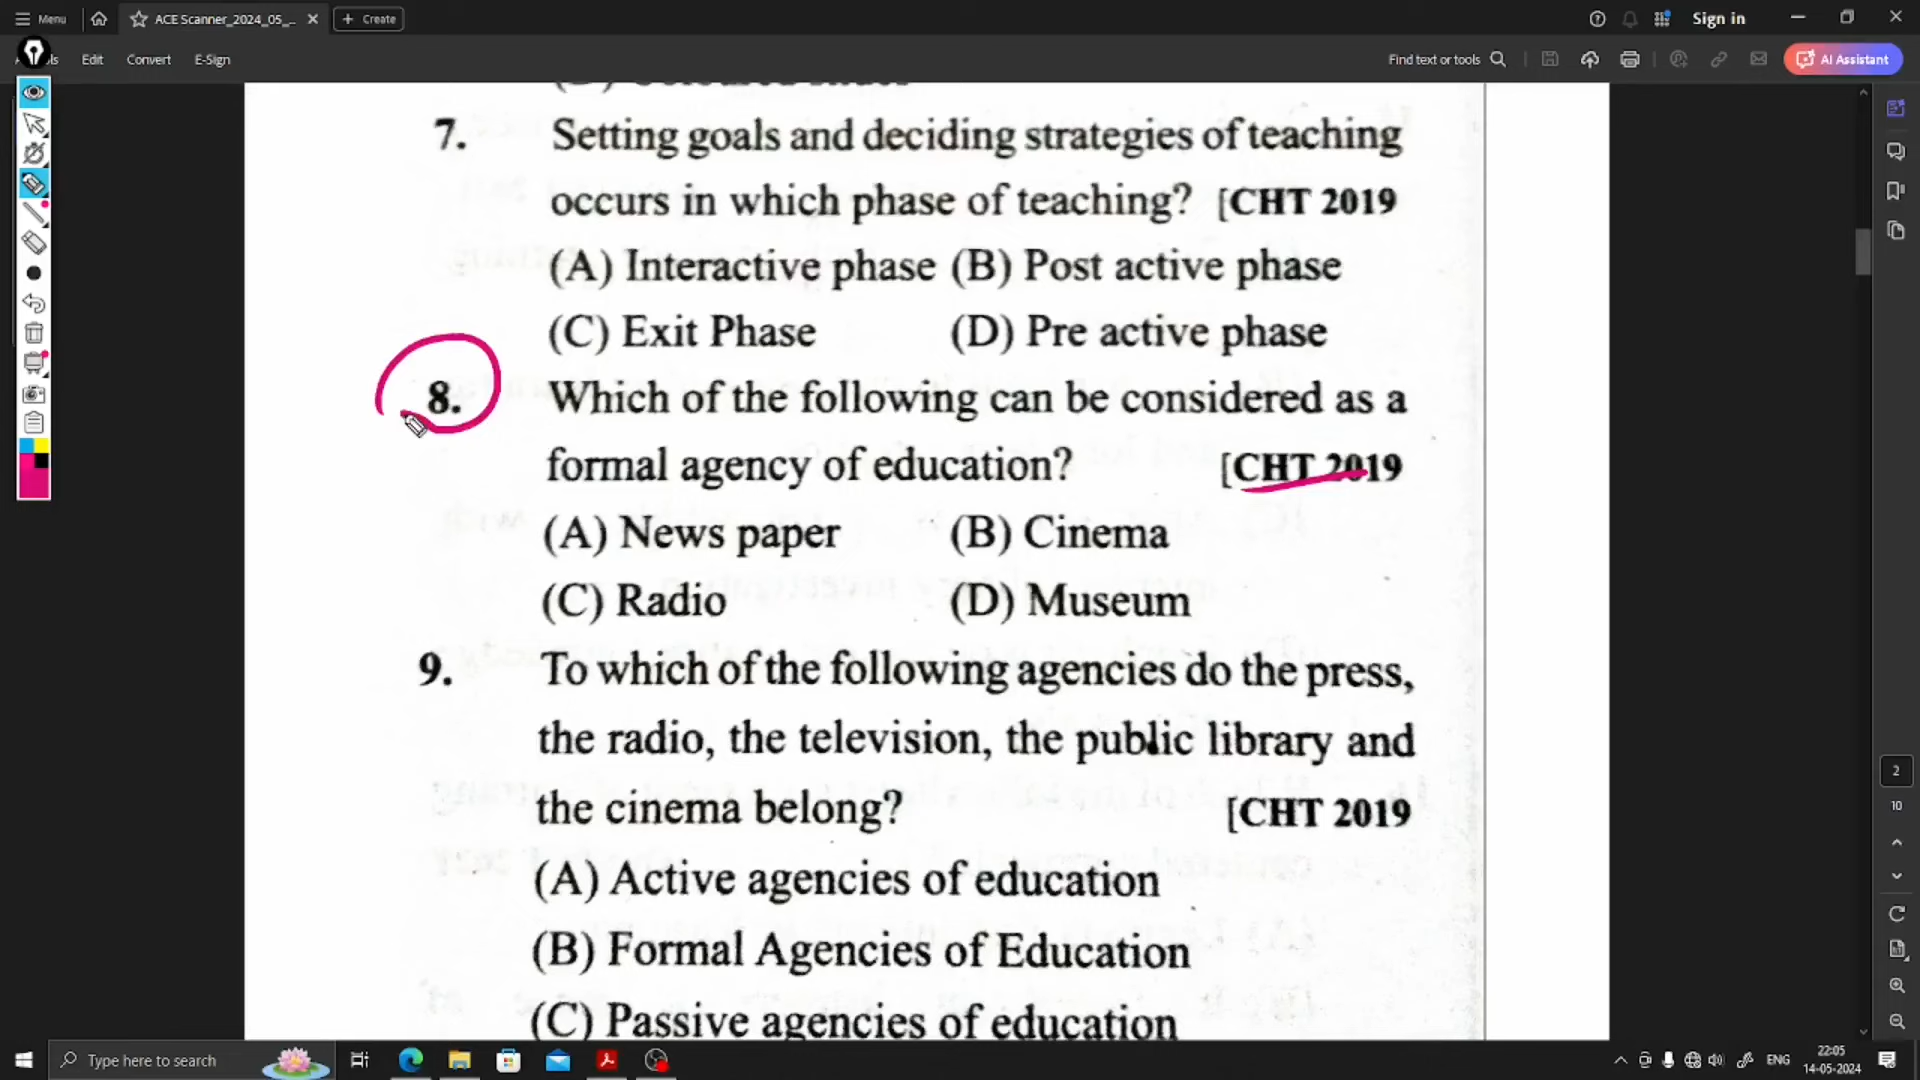 Menu
ACE Scanner_2024_05_...
Create
Sign in
Edit
Convert
E-Sign
Find text or tools
AI Assistant
7. Setting goals and deciding strategies of teaching
occurs in which phase of teaching? [CHT 2019
(A) Interactive phase (B) Post active phase
(C) Exit Phase (D) Pre active phase
8. Which of the following can be considered as a
formal agency of education? [CHT 2019
(A) News paper (B) Cinema
(C) Radio (D) Museum
9. To which of the following agencies do the press,
the radio, the television, the public library and
the cinema belong? [CHT 2019
(A) Active agencies of education
(B) Formal Agencies of Education
(C) Passive agencies of education
2
10
Type here to search
ENG
22:05
14-05-2024